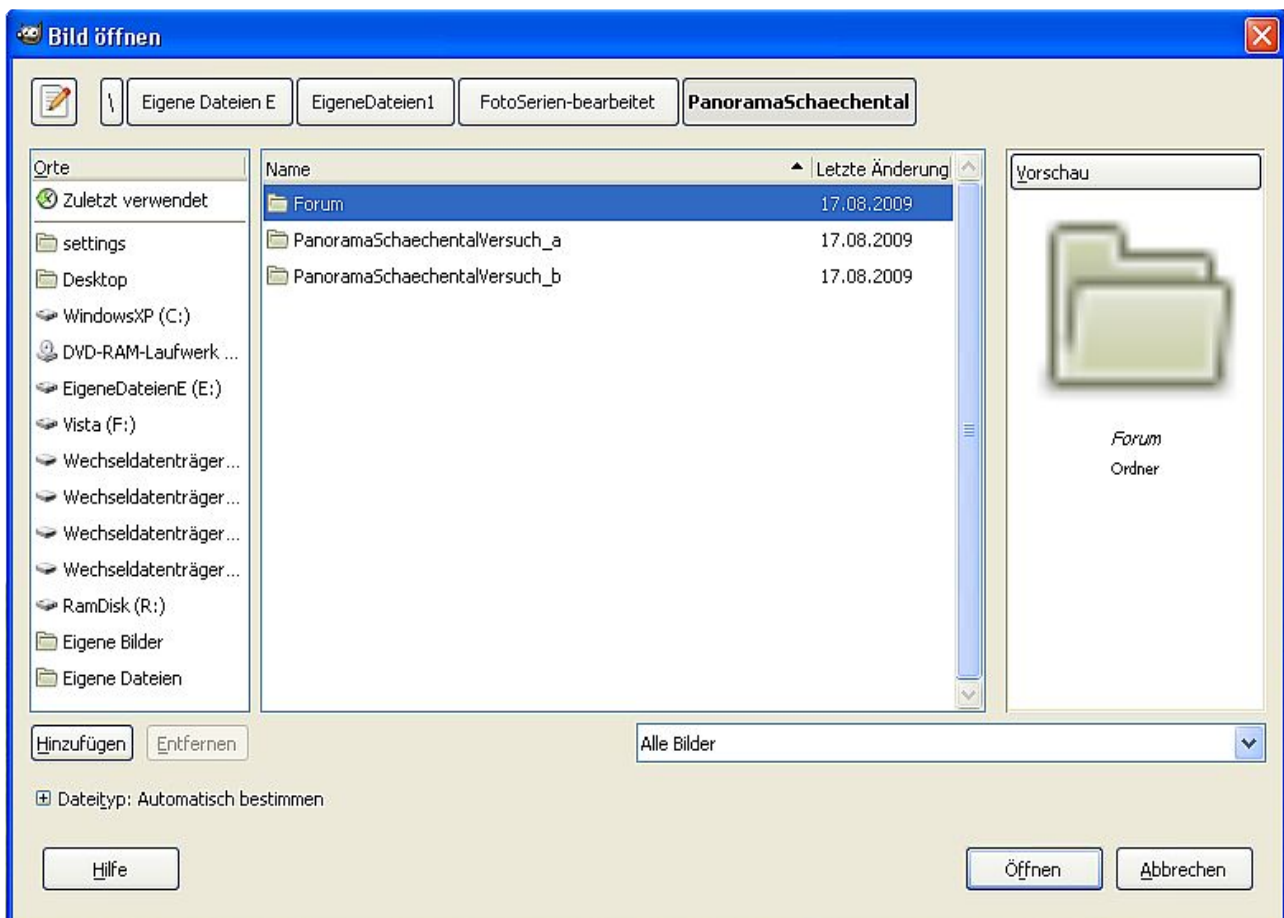 Bild öffnen
\ Eigene Dateien E EigeneDateien1 FotoSerien-bearbeitet PanoramaSchaechental
Orte
Zuletzt verwendet
settings
Desktop
WindowsXP (C:)
DVD-RAM-Laufwerk ...
EigeneDateienE (E:)
Vista (F:)
Wechseldatenträger...
Wechseldatenträger...
Wechseldatenträger...
Wechseldatenträger...
RamDisk (R:)
Eigene Bilder
Eigene Dateien
Name Letzte Änderung
Forum 17.08.2009
PanoramaSchaechentalVersuch_a 17.08.2009
PanoramaSchaechentalVersuch_b 17.08.2009
Vorschau
Forum
Ordner
Hinzufügen Entfernen
Alle Bilder
Dateityp: Automatisch bestimmen
Hilfe
Öffnen Abbrechen